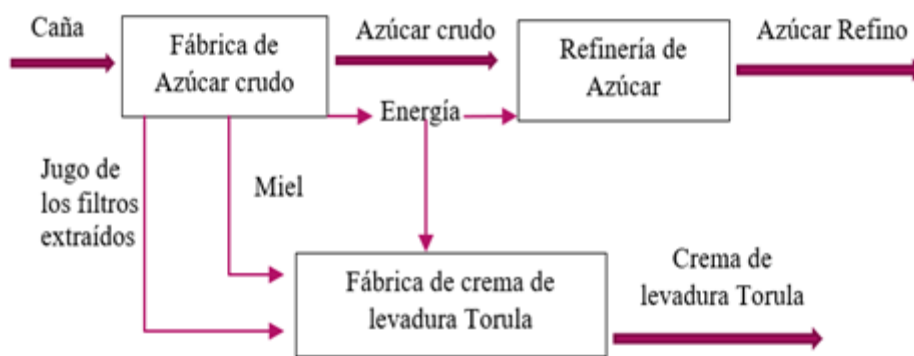 Caña
Fábrica de
Azúcar crudo
Azúcar crudo
Refinería de
Azúcar
Azúcar Refino
Energía
Jugo de
los filtros
extraídos
Miel
Fábrica de crema de
levadura Torula
Crema de
levadura Torula